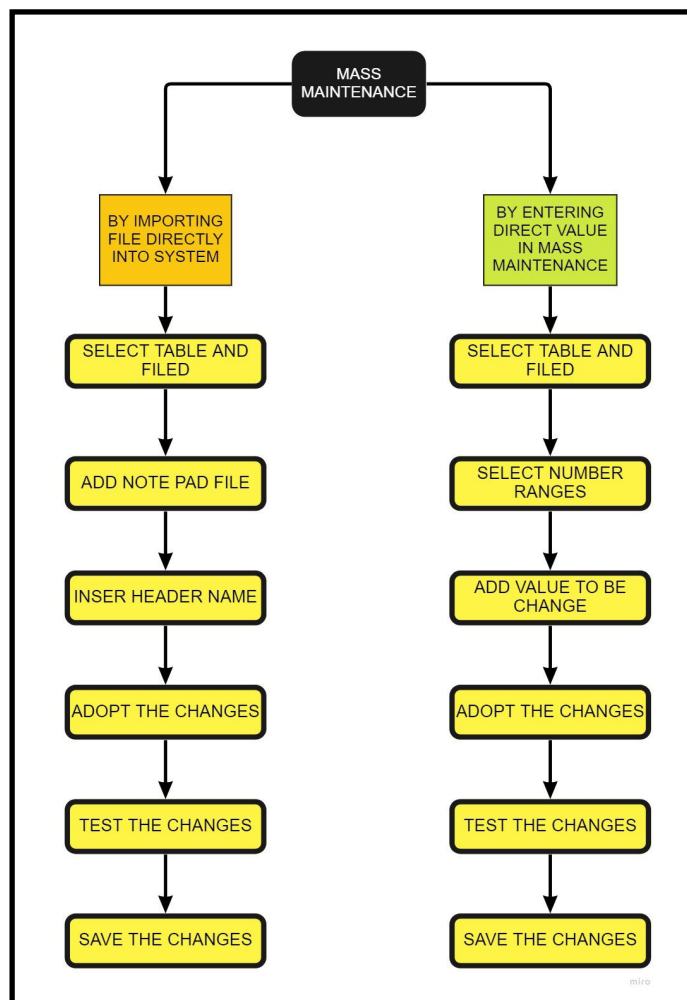 MASS
MAINTENANCE
BY IMPORTING
FILE DIRECTLY
INTO SYSTEM
SELECT TABLE AND
FILED
ADD NOTE PAD FILE
INSER HEADER NAME
ADOPT THE CHANGES
TEST THE CHANGES
SAVE THE CHANGES
BY ENTERING
DIRECT VALUE
IN MASS
MAINTENANCE
SELECT TABLE AND
FILED
SELECT NUMBER
RANGES
ADD VALUE TO BE
CHANGE
ADOPT THE CHANGES
TEST THE CHANGES
SAVE THE CHANGES
miro